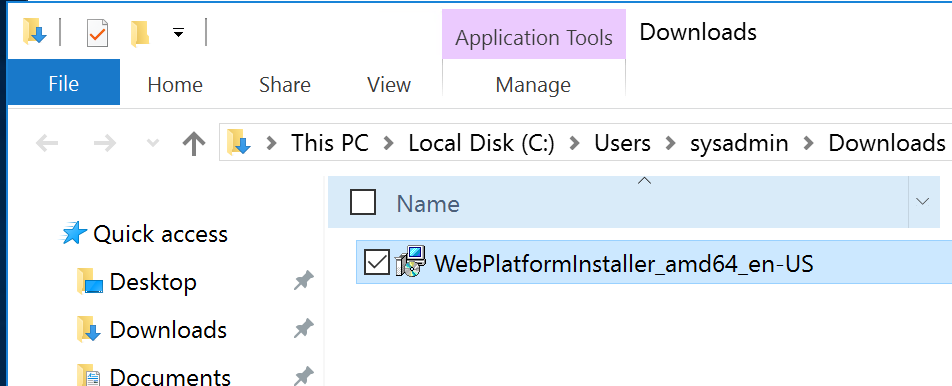 Application Tools Downloads
File Home Share View Manage
This PC Local Disk (C:) Users sysadmin Downloads
Name
Quick access
WebPlatformInstaller_amd64_en-US
Desktop
Downloads
Documents